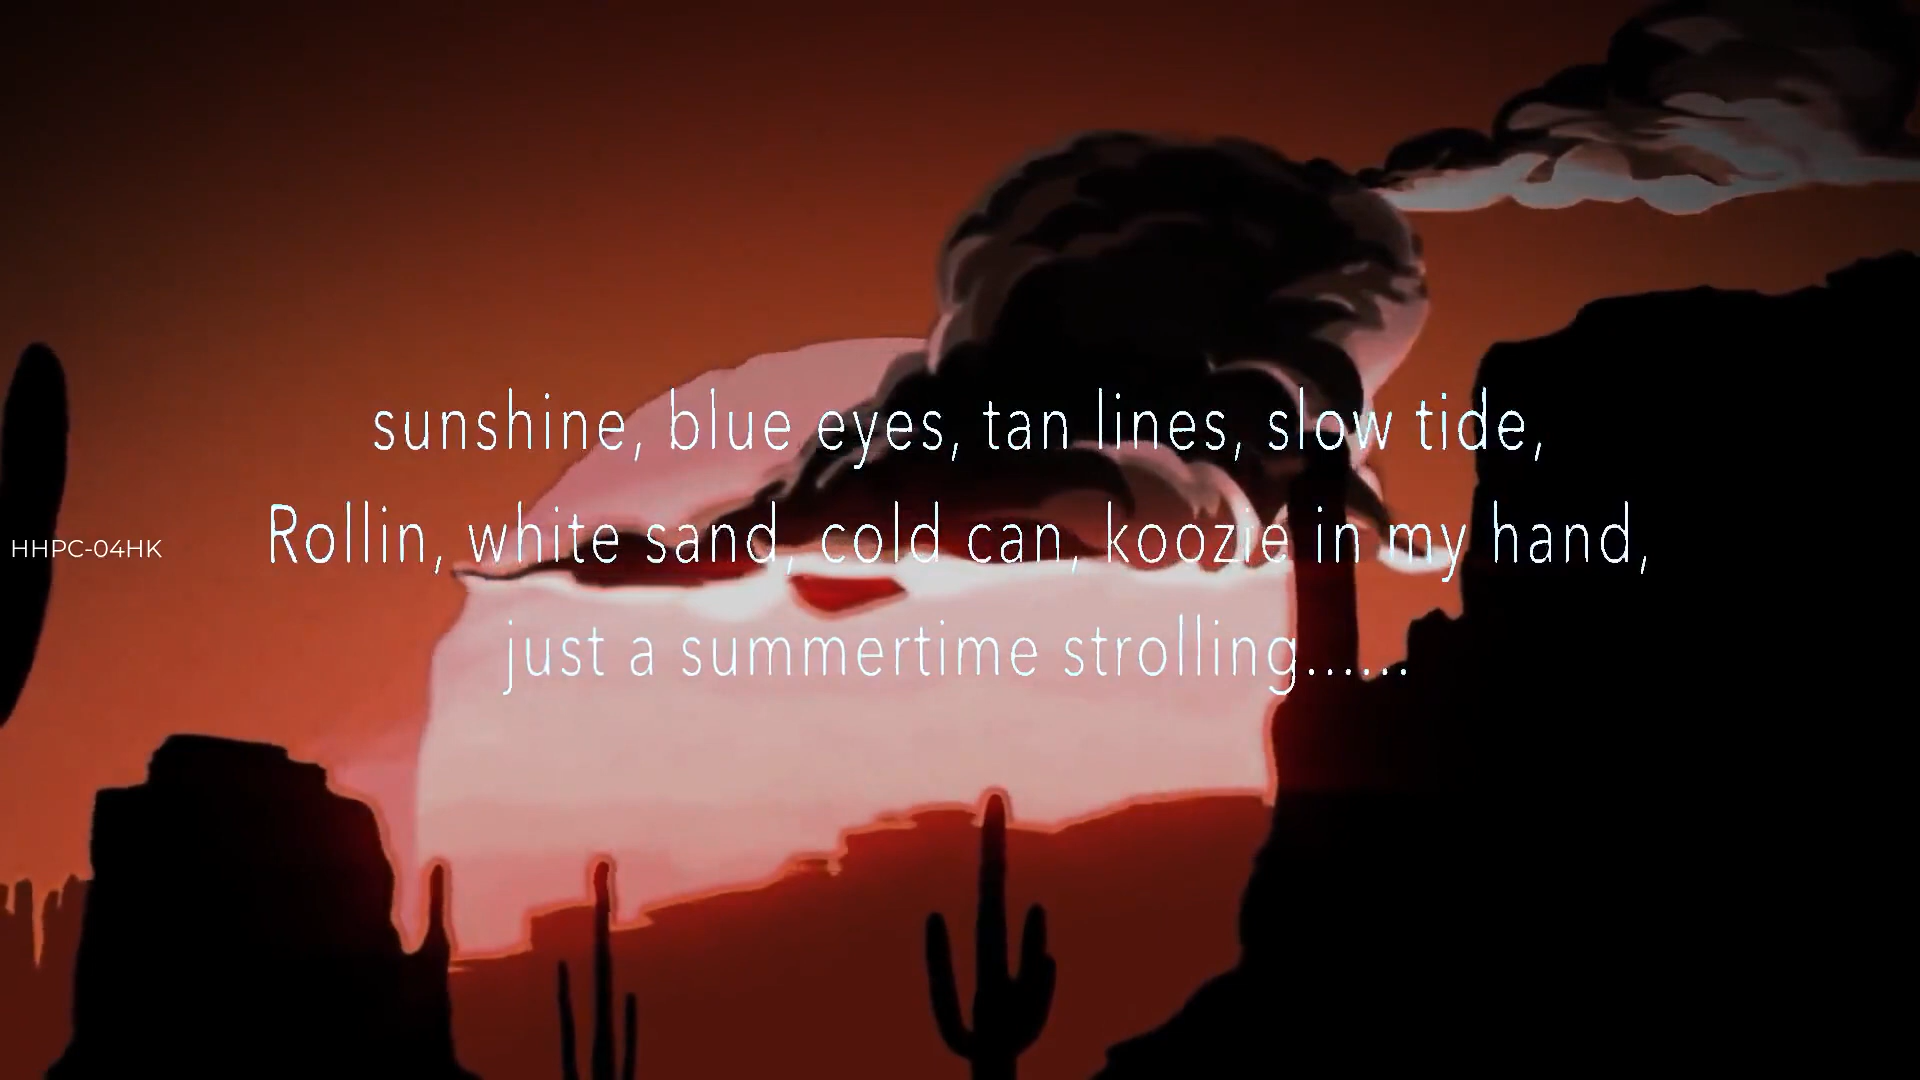 sunshine, blue eyes, tan lines, slow tide,
Rollin, white sand, cold can, koozie in my hand,
just a summertime strolling......
HHPC-04HK